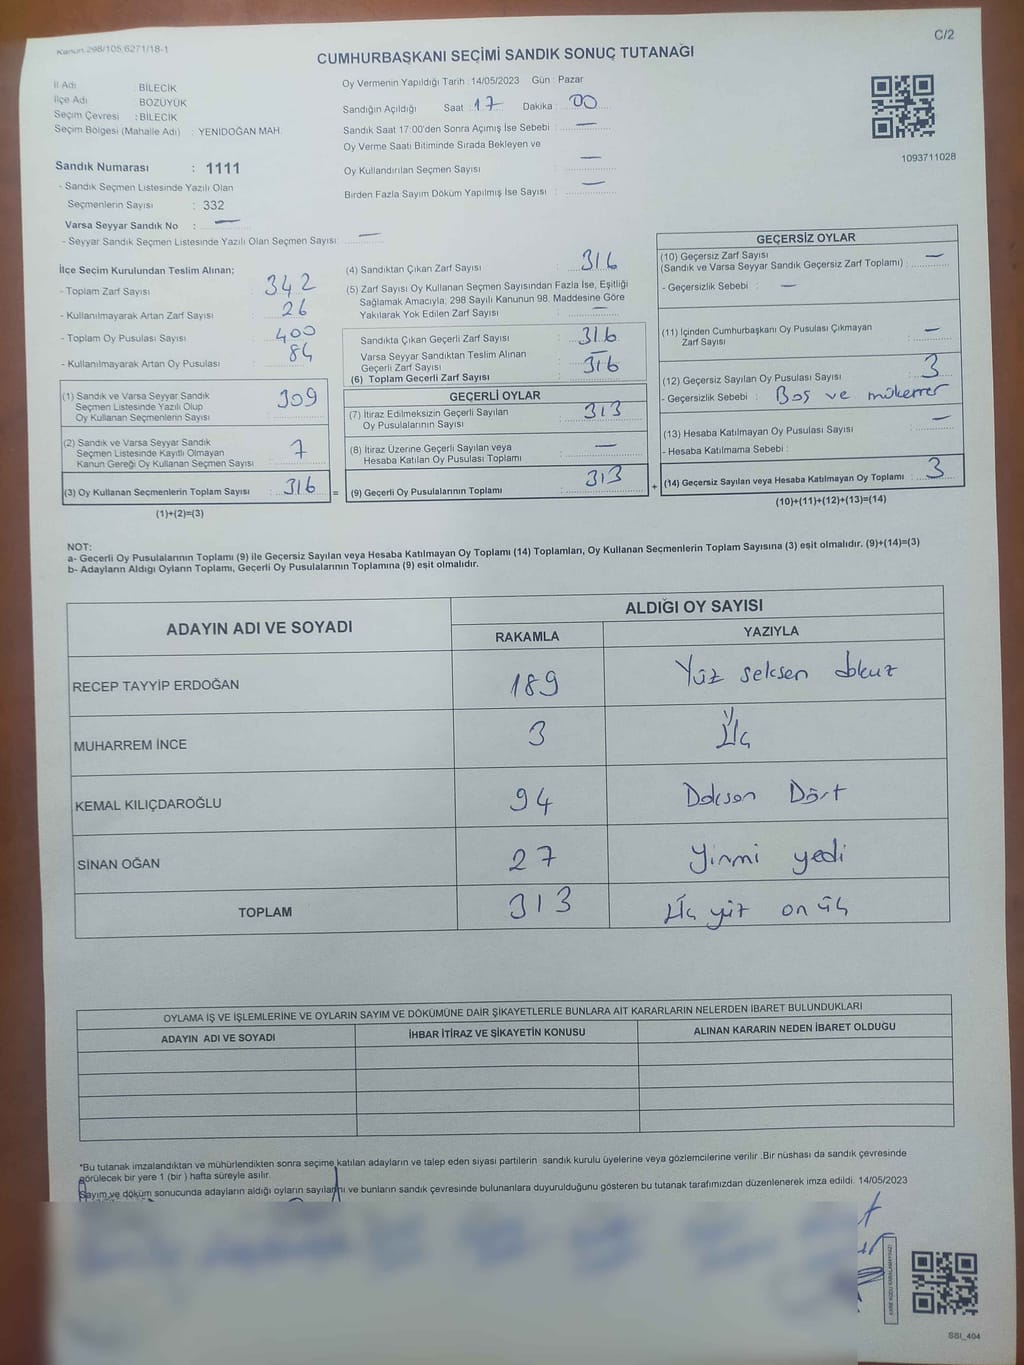 Kanun:298/105,6271/18-1
C/2
CUMHURBAŞKANI SEÇİMİ SANDIK SONUÇ TUTANAĞI
İl Adı : BİLECİK
İlçe Adı : BOZÜYÜK
Seçim Çevresi : BİLECİK
Seçim Bölgesi (Mahalle Adı) : YENİDOĞAN MAH.
Oy Vermenin Yapıldığı Tarih : 14/05/2023 Gün : Pazar
Sandığın Açıldığı Saat : 17 Dakika : 00
Sandık Saat 17:00'den Sonra Açımış İse Sebebi : —
Oy Verme Saati Bitiminde Sırada Bekleyen ve
Oy Kullandırılan Seçmen Sayısı : —
Birden Fazla Sayım Döküm Yapılmış İse Sayısı : —
1093711028
Sandık Numarası : 1111
- Sandık Seçmen Listesinde Yazılı Olan
Seçmenlerin Sayısı : 332
Varsa Seyyar Sandık No : —
- Seyyar Sandık Seçmen Listesinde Yazılı Olan Seçmen Sayısı: —
İlçe Seçim Kurulundan Teslim Alınan;
- Toplam Zarf Sayısı : 342
- Kullanılmayarak Artan Zarf Sayısı : 26
- Toplam Oy Pusulası Sayısı : 400
- Kullanılmayarak Artan Oy Pusulası : 84
(1) Sandık ve Varsa Seyyar Sandık
Seçmen Listesinde Yazılı Olup
Oy Kullanan Seçmenlerin Sayısı : 309
(2) Sandık ve Varsa Seyyar Sandık
Seçmen Listesinde Kayıtlı Olmayan
Kanun Gereği Oy Kullanan Seçmen Sayısı : 7
(3) Oy Kullanan Seçmenlerin Toplam Sayısı : 316 =
(1)+(2)=(3)
(4) Sandıktan Çıkan Zarf Sayısı : 316
(5) Zarf Sayısı Oy Kullanan Seçmen Sayısından Fazla İse, Eşitliği
Sağlamak Amacıyla, 298 Sayılı Kanunun 98. Maddesine Göre
Yakılarak Yok Edilen Zarf Sayısı : —
Sandıkta Çıkan Geçerli Zarf Sayısı : 316
Varsa Seyyar Sandıktan Teslim Alınan
Geçerli Zarf Sayısı : —
(6) Toplam Geçerli Zarf Sayısı : 316
GEÇERLİ OYLAR
(7) İtiraz Edilmeksizin Geçerli Sayılan
Oy Pusulalarının Sayısı : 313
(8) İtiraz Üzerine Geçerli Sayılan veya
Hesaba Katılan Oy Pusulası Toplamı : —
(9) Geçerli Oy Pusulalarının Toplamı : 313 +
GEÇERSİZ OYLAR
(10) Geçersiz Zarf Sayısı
(Sandık ve Varsa Seyyar Sandık Geçersiz Zarf Toplamı) : —
- Geçersizlik Sebebi : —
(11) İçinden Cumhurbaşkanı Oy Pusulası Çıkmayan
Zarf Sayısı : —
(12) Geçersiz Sayılan Oy Pusulası Sayısı : 3
- Geçersizlik Sebebi : Boş ve mükerrer
(13) Hesaba Katılmayan Oy Pusulası Sayısı : —
- Hesaba Katılmama Sebebi :
(14) Geçersiz Sayılan veya Hesaba Katılmayan Oy Toplamı : 3
(10)+(11)+(12)+(13)=(14)
NOT:
a- Geçerli Oy Pusulalarının Toplamı (9) ile Geçersiz Sayılan veya Hesaba Katılmayan Oy Toplamı (14) Toplamları, Oy Kullanan Seçmenlerin Toplam Sayısına (3) eşit olmalıdır. (9)+(14)=(3)
b- Adayların Aldığı Oyların Toplamı, Geçerli Oy Pusulalarının Toplamına (9) eşit olmalıdır.
ADAYIN ADI VE SOYADI
ALDIĞI OY SAYISI
RAKAMLA YAZIYLA
RECEP TAYYİP ERDOĞAN 189 Yüz seksen dokuz
MUHARREM İNCE 3 Üç
KEMAL KILIÇDAROĞLU 94 Doksan Dört
SİNAN OĞAN 27 Yirmi yedi
TOPLAM 313 Üç yüz on üç
OYLAMA İŞ VE İŞLEMLERİNE VE OYLARIN SAYIM VE DÖKÜMÜNE DAİR ŞİKAYETLERLE BUNLARA AİT KARARLARIN NELERDEN İBARET BULUNDUKLARI
ADAYIN ADI VE SOYADI İHBAR İTİRAZ VE ŞİKAYETİN KONUSU ALINAN KARARIN NEDEN İBARET OLDUĞU
*Bu tutanak imzalandıktan ve mühürlendikten sonra seçime katılan adayların ve talep eden siyasi partilerin sandık kurulu üyelerine veya gözlemcilerine verilir .Bir nüshası da sandık çevresinde
görülecek bir yere 1 (bir ) hafta süreyle asılır.
Sayım ve döküm sonucunda adayların aldığı oyların sayılarını ve bunların sandık çevresinde bulunanlara duyurulduğunu gösteren bu tutanak tarafımızdan düzenlenerek imza edildi. 14/05/2023
SSI_404